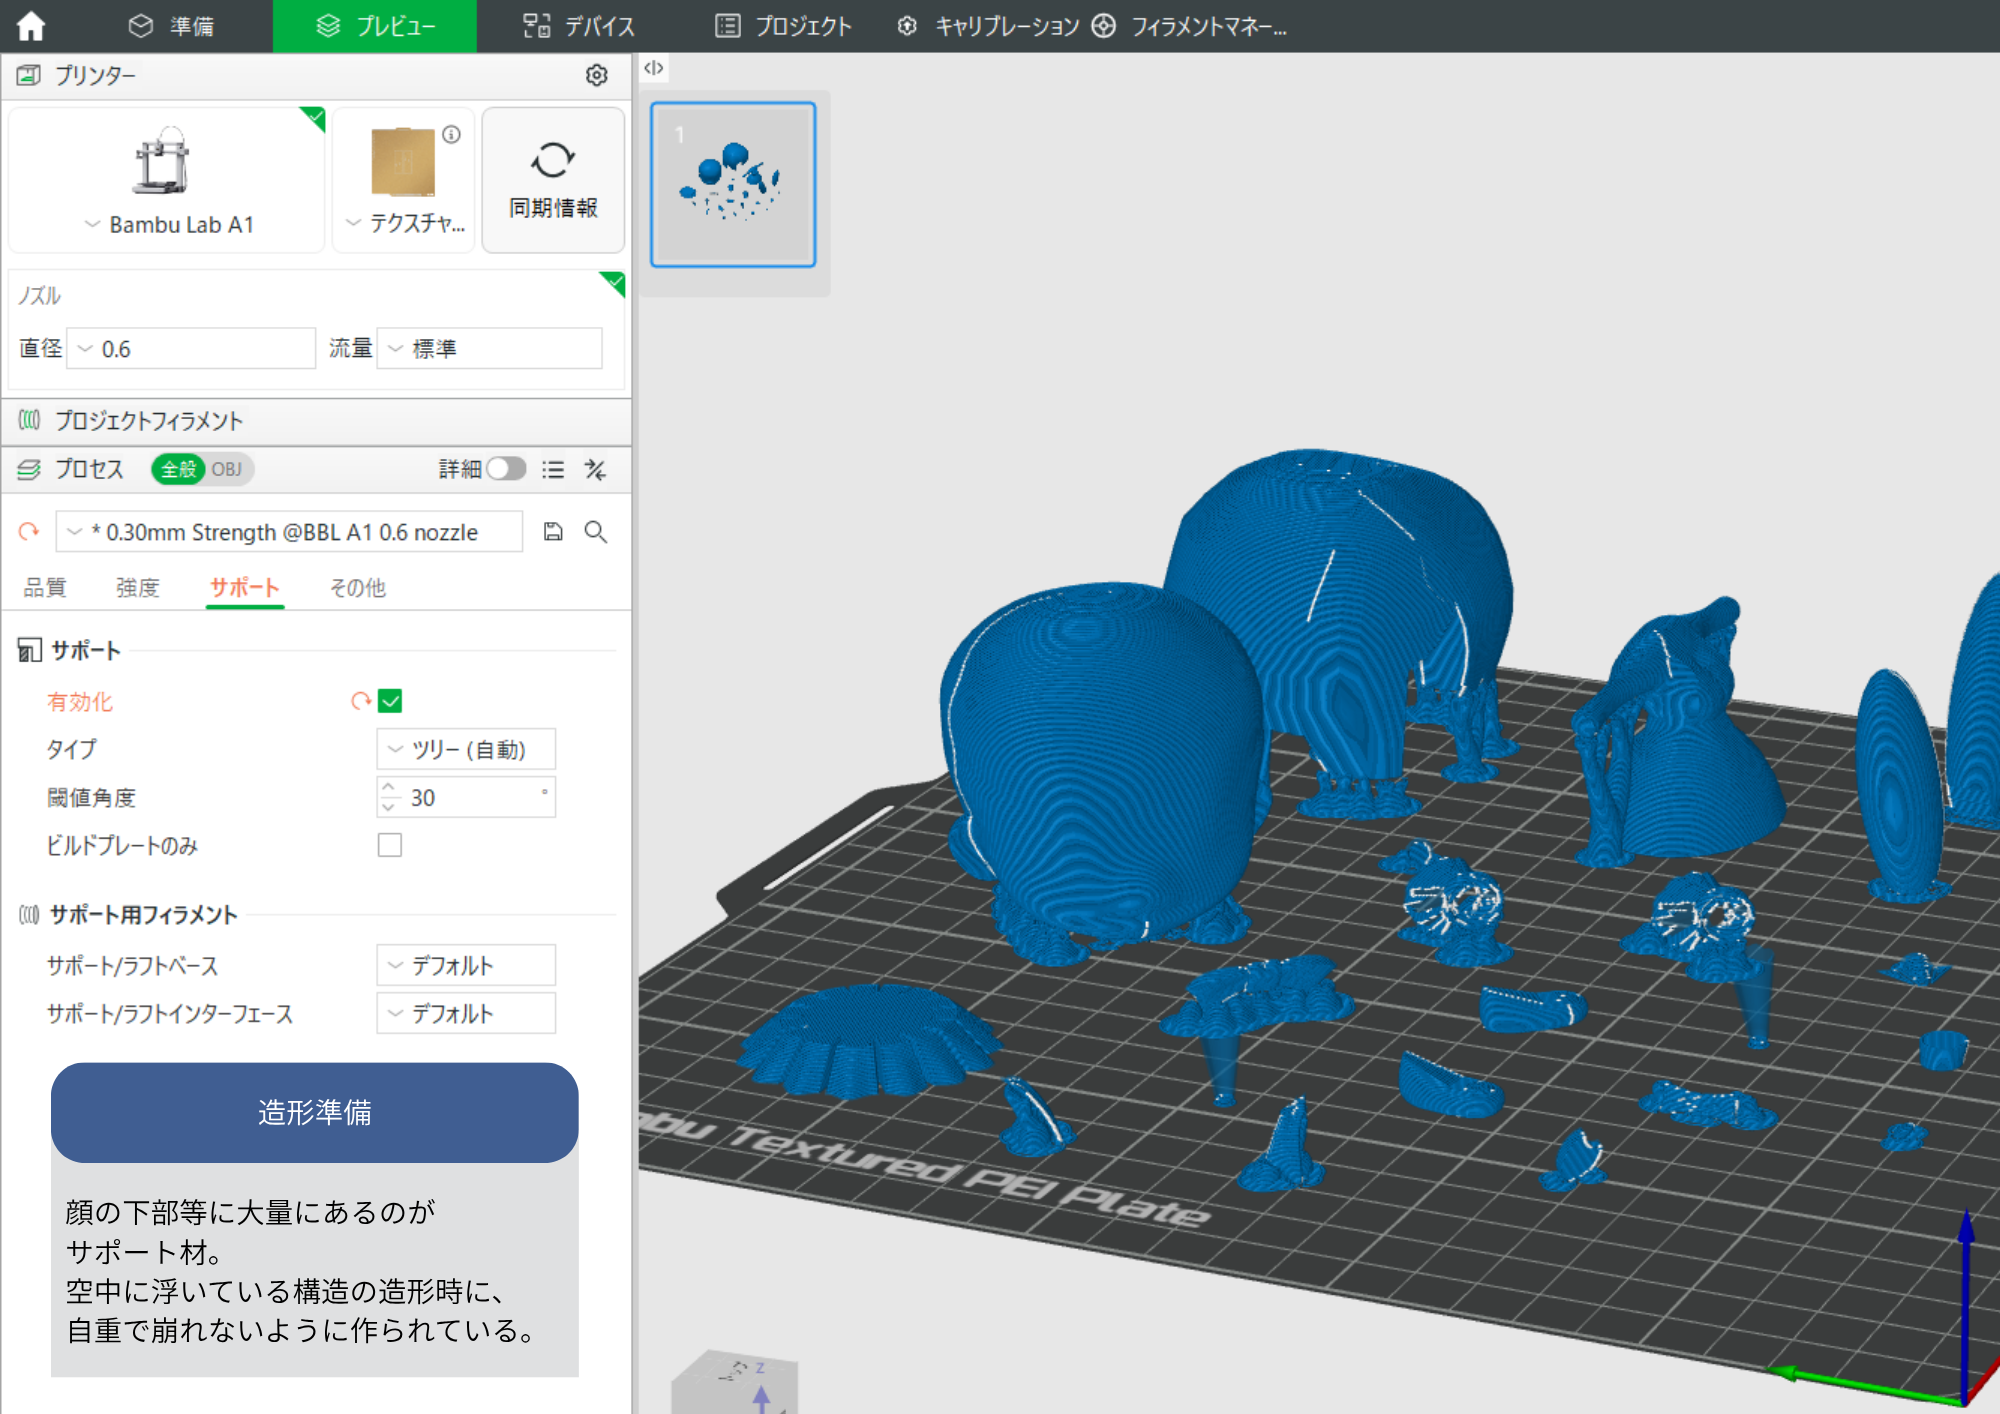 準備
プレビュー
デバイス
プロジェクト
キャリブレーション
フィラメントマネー...
プリンター
Bambu Lab A1
テクスチャ...
同期情報
1
ノズル
直径 0.6 流量 標準
プロジェクトフィラメント
プロセス 全般 OBJ 詳細
* 0.30mm Strength @BBL A1 0.6 nozzle
品質 強度 サポート その他
サポート
有効化
タイプ ツリー (自動)
閾値角度 30 °
ビルドプレートのみ
サポート用フィラメント
サポート/ラフトベース デフォルト
サポート/ラフトインターフェース デフォルト
造形準備
顔の下部等に大量にあるのが
サポート材。
空中に浮いている構造の造形時に、
自重で崩れないように作られている。
Textured PEI Plate
Z